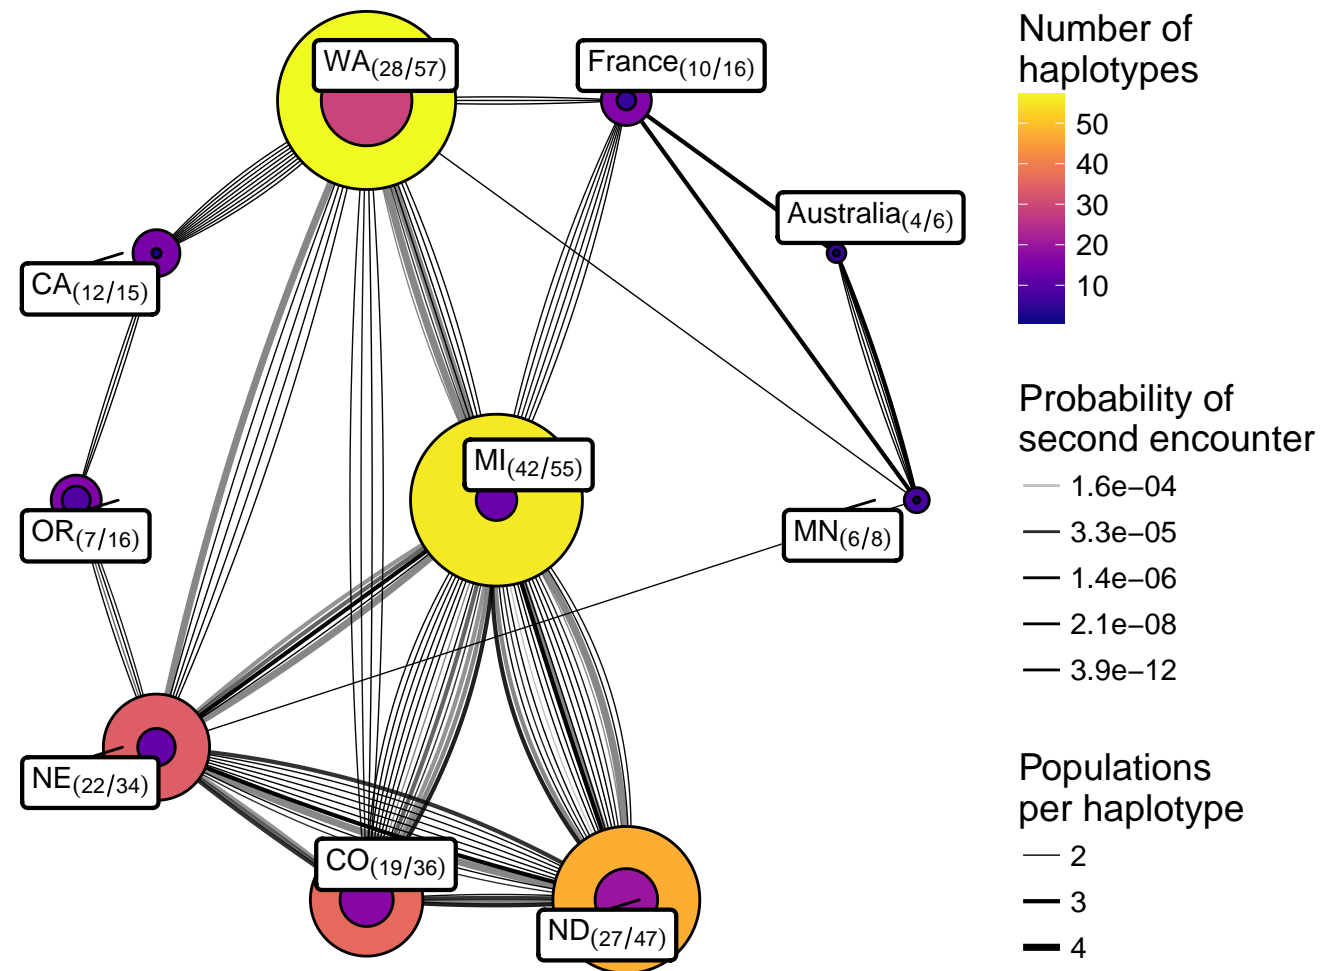 WA(28/57)
France(10/16)
Australia(4/6)
CA(12/15)
MI(42/55)
OR(7/16)
MN(6/8)
NE(22/34)
CO(19/36)
ND(27/47)
Number of
haplotypes
50
40
30
20
10
Probability of
second encounter
1.6e−04
3.3e−05
1.4e−06
2.1e−08
3.9e−12
Populations
per haplotype
2
3
4